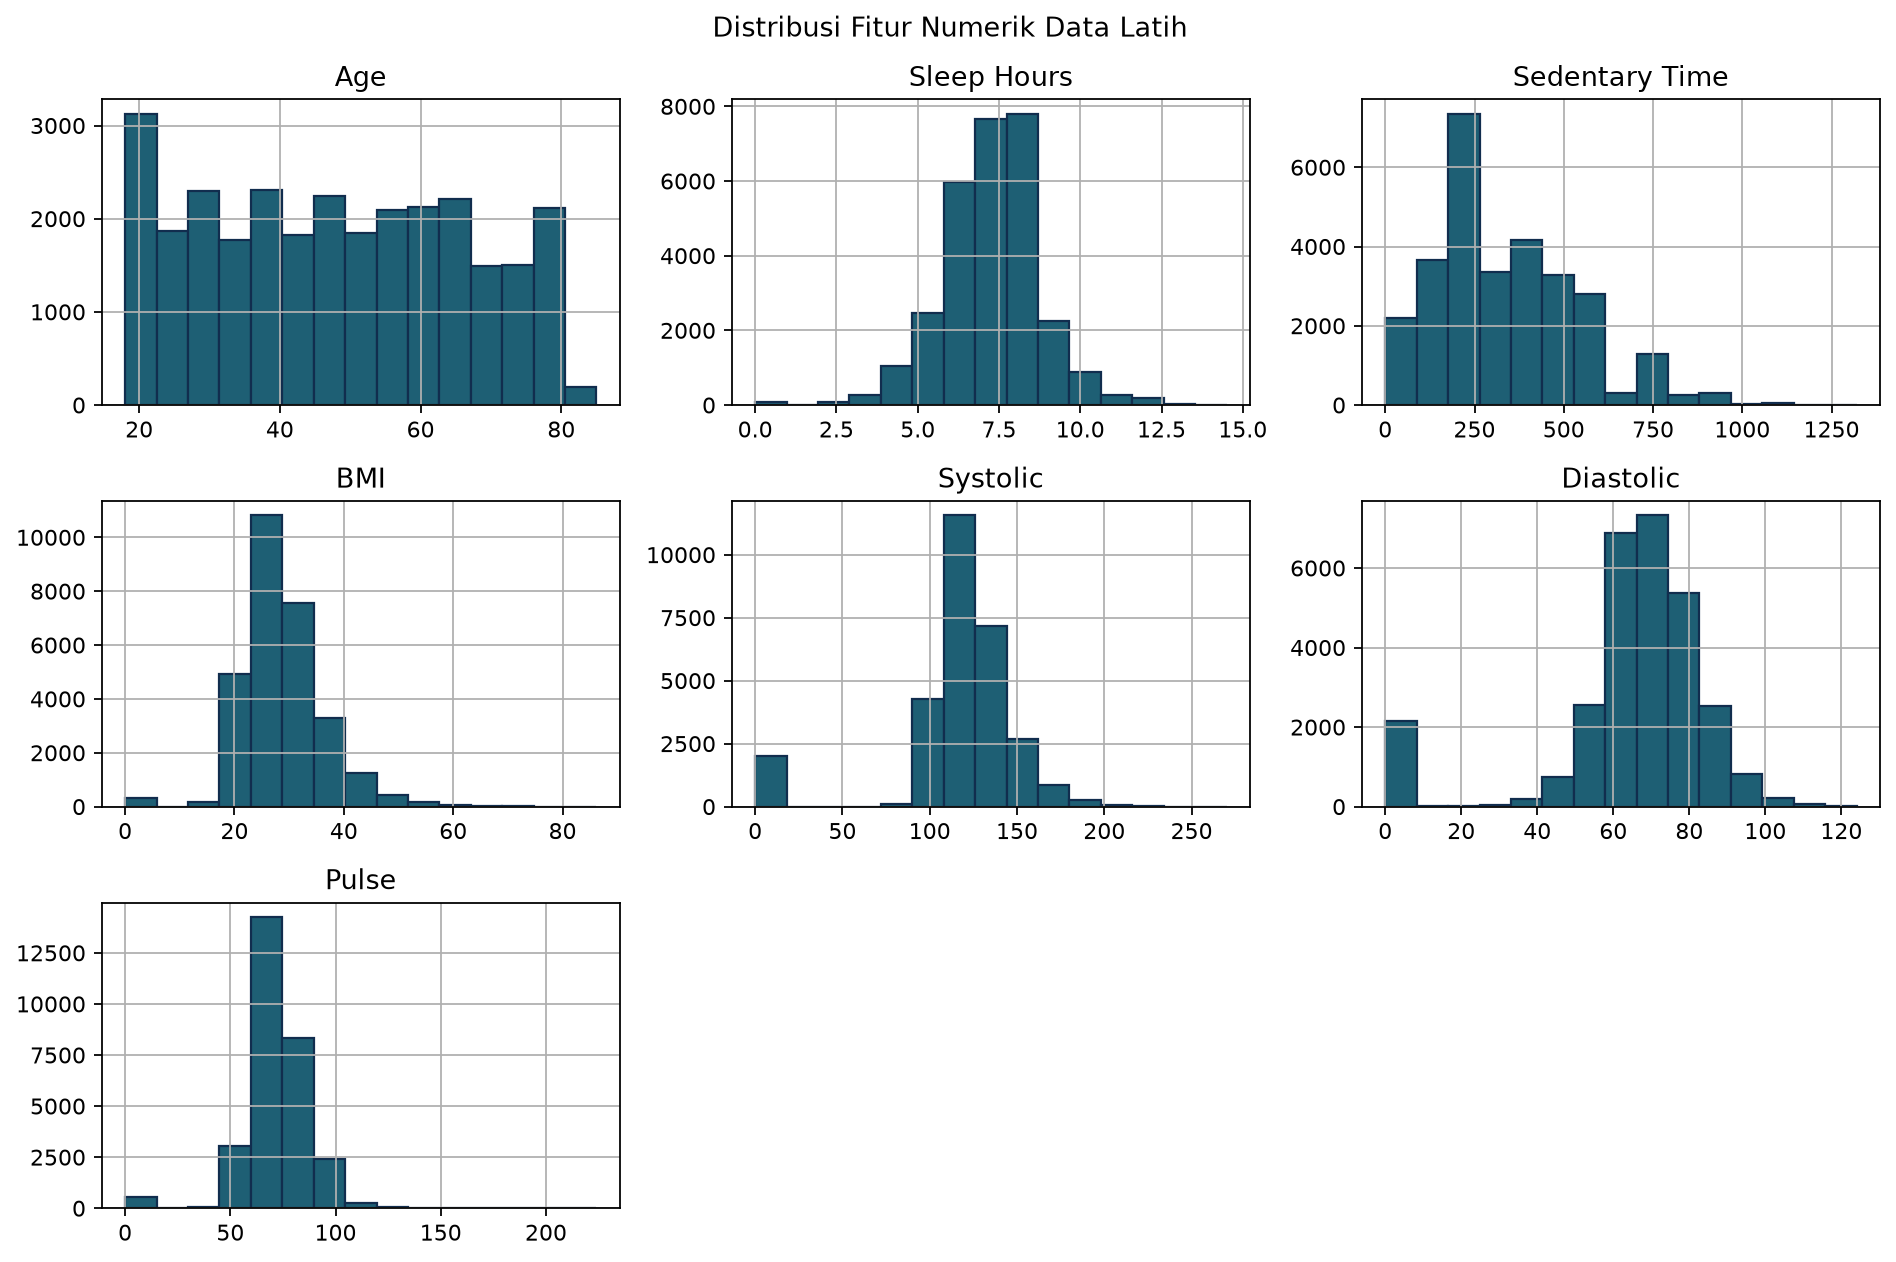 Distribusi Fitur Numerik Data Latih
Age
3000
2000
1000
0
20 40 60 80
Sleep Hours
8000
6000
4000
2000
0
0.0 2.5 5.0 7.5 10.0 12.5 15.0
Sedentary Time
6000
4000
2000
0
0 250 500 750 1000 1250
BMI
10000
8000
6000
4000
2000
0
0 20 40 60 80
Systolic
10000
7500
5000
2500
0
0 50 100 150 200 250
Diastolic
6000
4000
2000
0
0 20 40 60 80 100 120
Pulse
12500
10000
7500
5000
2500
0
0 50 100 150 200